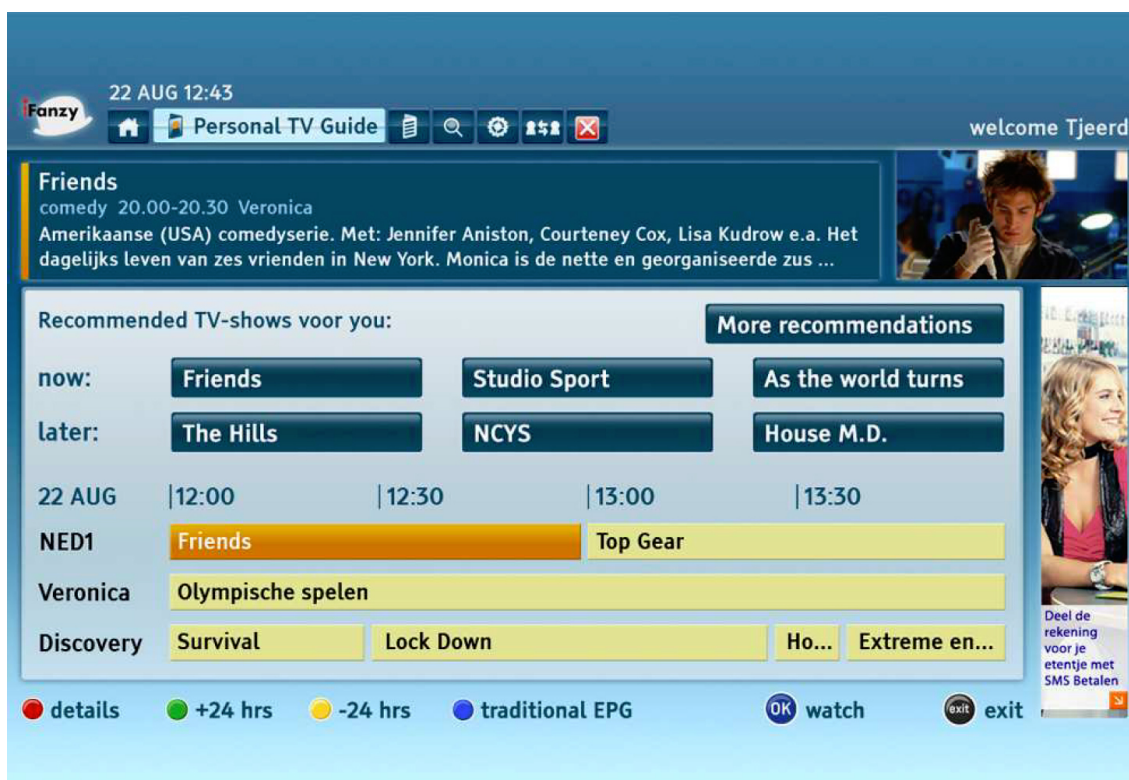 22 AUG 12:43
iFanzy
Personal TV Guide
welcome Tjeerd
Friends
comedy 20.00-20.30 Veronica
Amerikaanse (USA) comedyserie. Met: Jennifer Aniston, Courteney Cox, Lisa Kudrow e.a. Het
dagelijks leven van zes vrienden in New York. Monica is de nette en georganiseerde zus ...
Recommended TV-shows voor you:
More recommendations
now: Friends Studio Sport As the world turns
later: The Hills NCYS House M.D.
22 AUG |12:00 |12:30 |13:00 |13:30
NED1 Friends Top Gear
Veronica Olympische spelen
Discovery Survival Lock Down Ho... Extreme en...
Deel de
rekening
voor je
etentje met
SMS Betalen
details +24 hrs -24 hrs traditional EPG OK watch exit exit